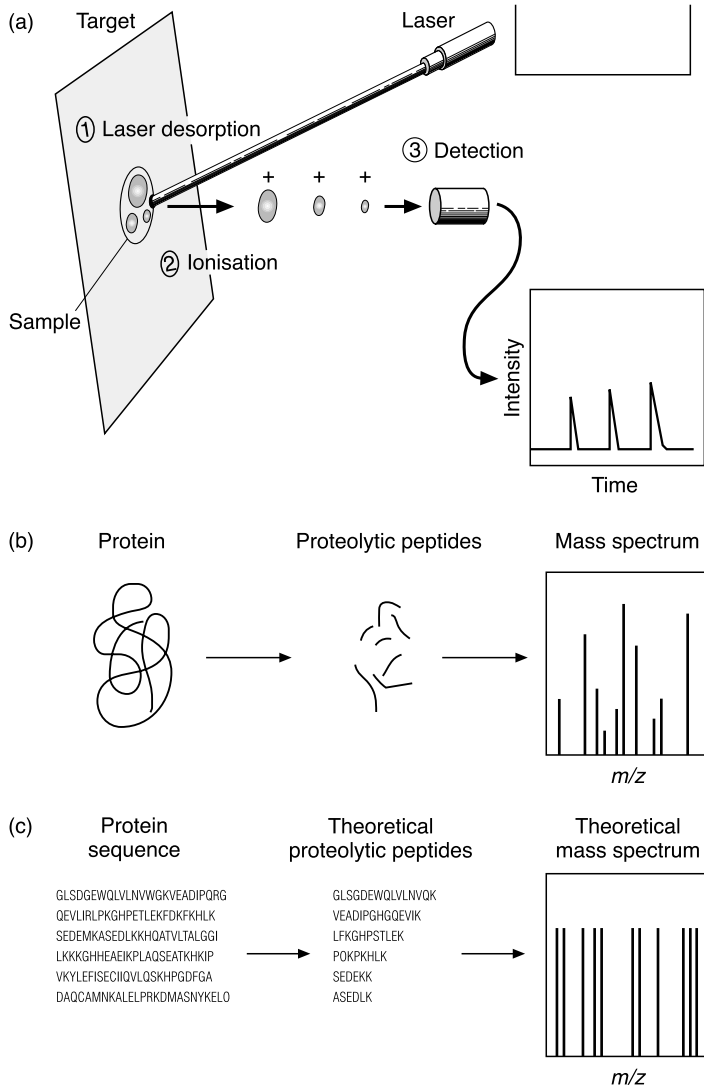 (a)
Target
Laser
1 Laser desorption
3 Detection
+ + +
2 Ionisation
Sample
Intensity
Time
(b)
Protein
Proteolytic peptides
Mass spectrum
m/z
(c)
Protein
sequence
Theoretical
proteolytic peptides
Theoretical
mass spectrum
GLSDGEWQLVLNVWGKVEADIPQRG
QEVLIRLPKGHPETLEKFDKFKHLK
SEDEMKASEDLKKHQATVLTALGGI
LKKKGHHEAEIKPLAQSEATKHKIP
VKYLEFISECIIQVLQSKHPGDFGA
DAQCAMNKALELPRKDMASNYKELO
GLSGDEWQLVLNVQK
VEADIPGHGQEVIK
LFKGHPSTLEK
POKPKHLK
SEDEKK
ASEDLK
m/z